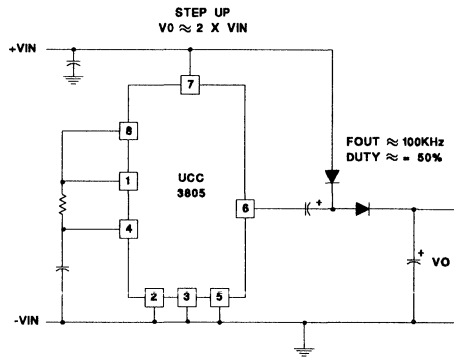 STEP UP
V0 ≈ 2 X VIN
+VIN
7
8
FOUT ≈ 100KHz
DUTY ≈ = 50%
UCC
3805
1
6
+
4
+
VO
2
3
5
-VIN